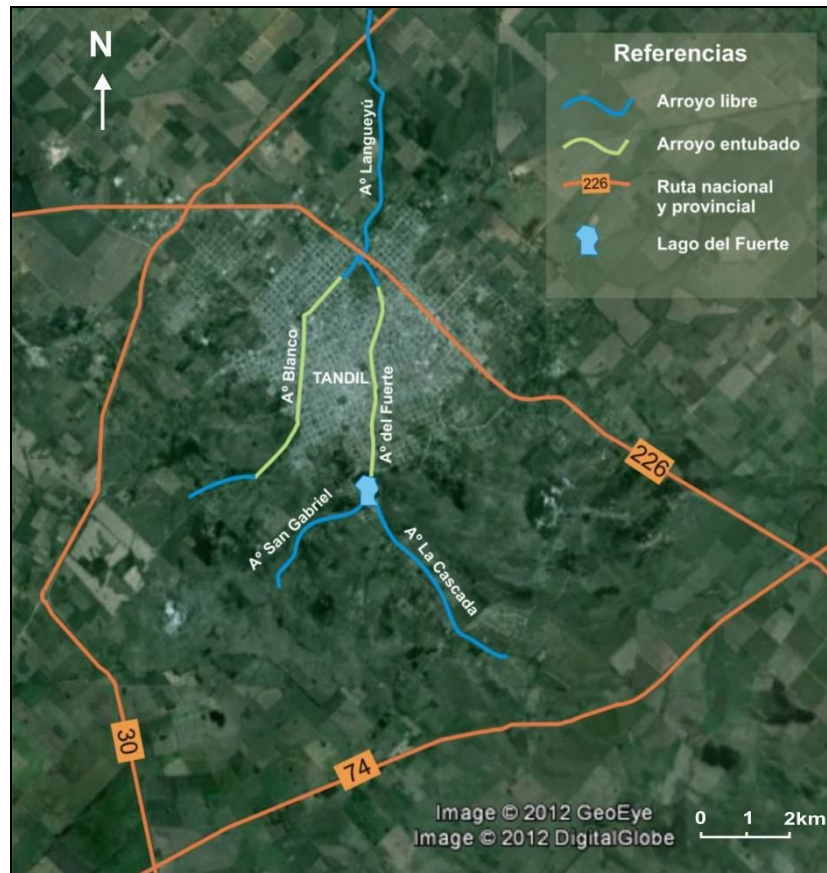 N
Referencias
Arroyo libre
Arroyo entubado
226
Ruta nacional
y provincial
Lago del Fuerte
Aº Langueyú
Aº Blanco
TANDIL
Aº del Fuerte
226
Aº San Gabriel
Aº La Cascada
30
74
Image © 2012 GeoEye
Image © 2012 DigitalGlobe
0 1 2km